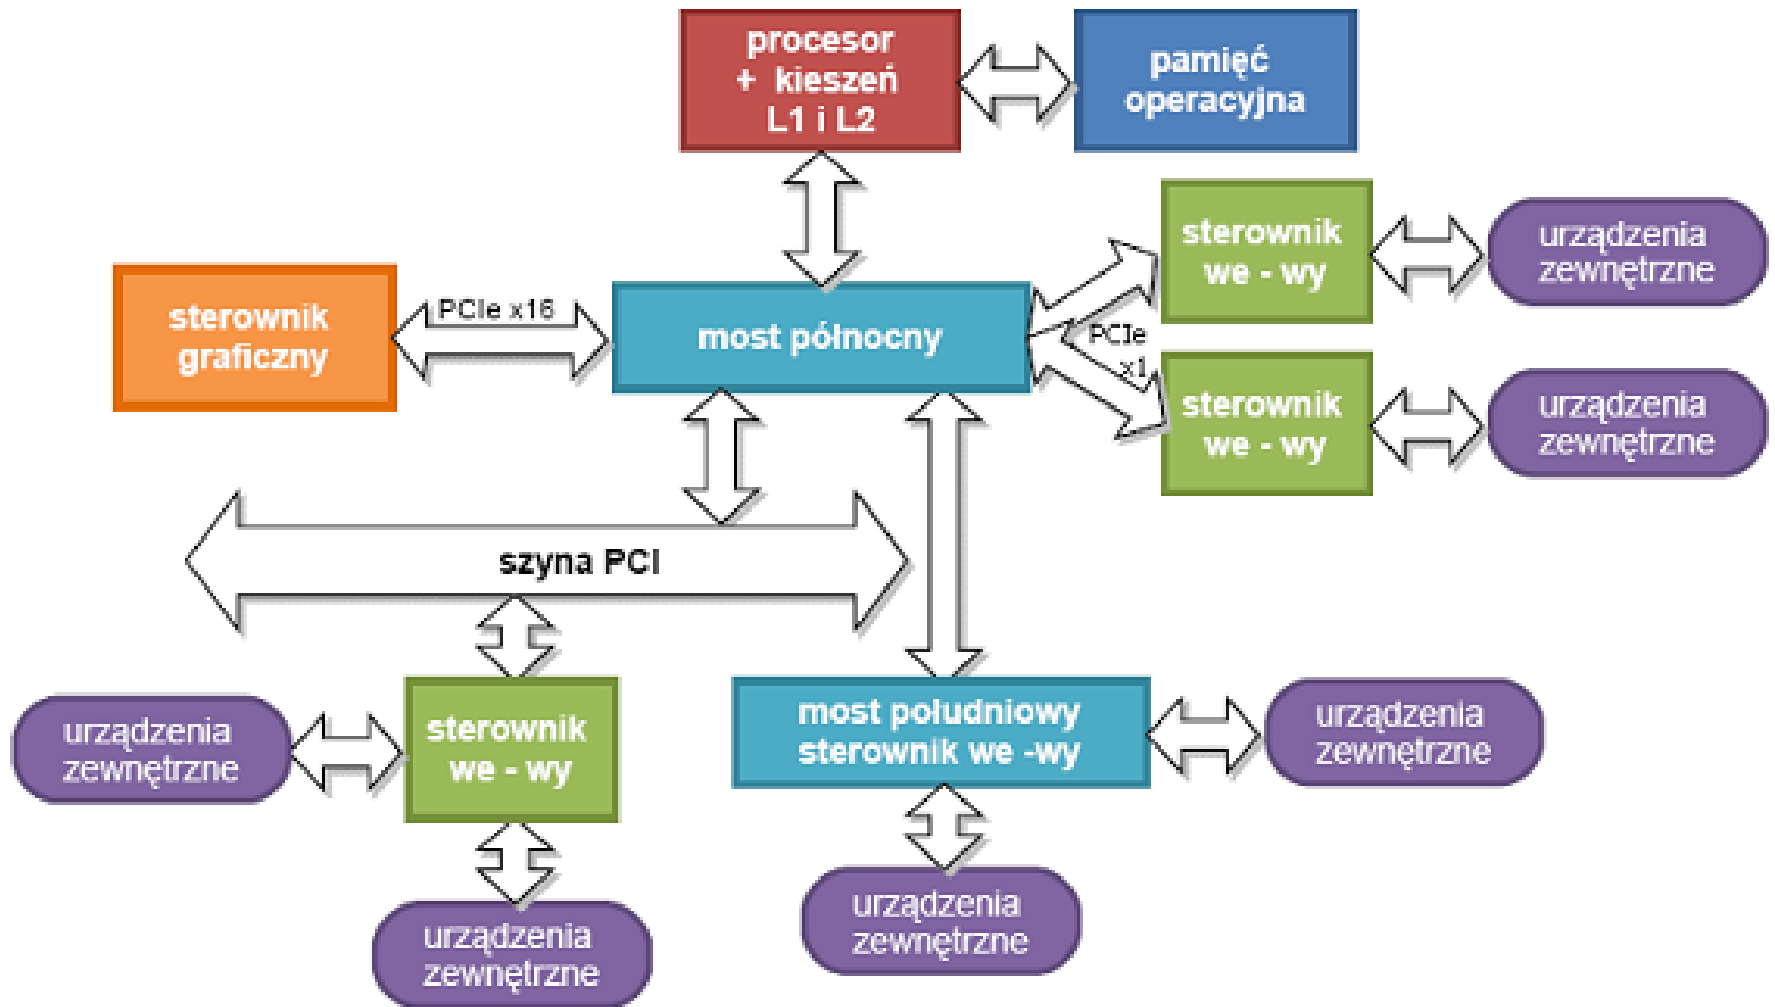 procesor
+ kieszeń
L1 i L2
pamięć
operacyjna
sterownik
we - wy
urządzenia
zewnętrzne
sterownik
graficzny
PCIe x16
most północny
PCIe
x1
sterownik
we - wy
urządzenia
zewnętrzne
szyna PCI
urządzenia
zewnętrzne
sterownik
we - wy
most południowy
sterownik we -wy
urządzenia
zewnętrzne
urządzenia
zewnętrzne
urządzenia
zewnętrzne